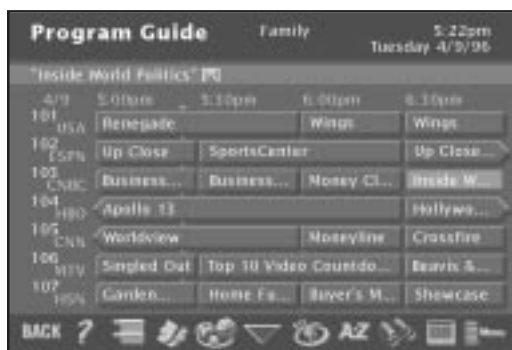 Program Guide Family 5:22pm
Tuesday 4/9/96
"Inside World Politics"
4/9 5:00pm 5:30pm 6:00pm 6:30pm
101 USA Renegade Wings Wings
102 ESPN Up Close SportsCenter Up Close...
103 CNBC Business... Business... Money Cl... Inside W...
104 HBO Apollo 13 Hollywo...
105 CNN Worldview Moneyline Crossfire
106 MTV Singled Out Top 10 Video Countdo... Beavis &...
107 HSN Garden... Home Fa... Buyer's M... Showcase
BACK ? AZ